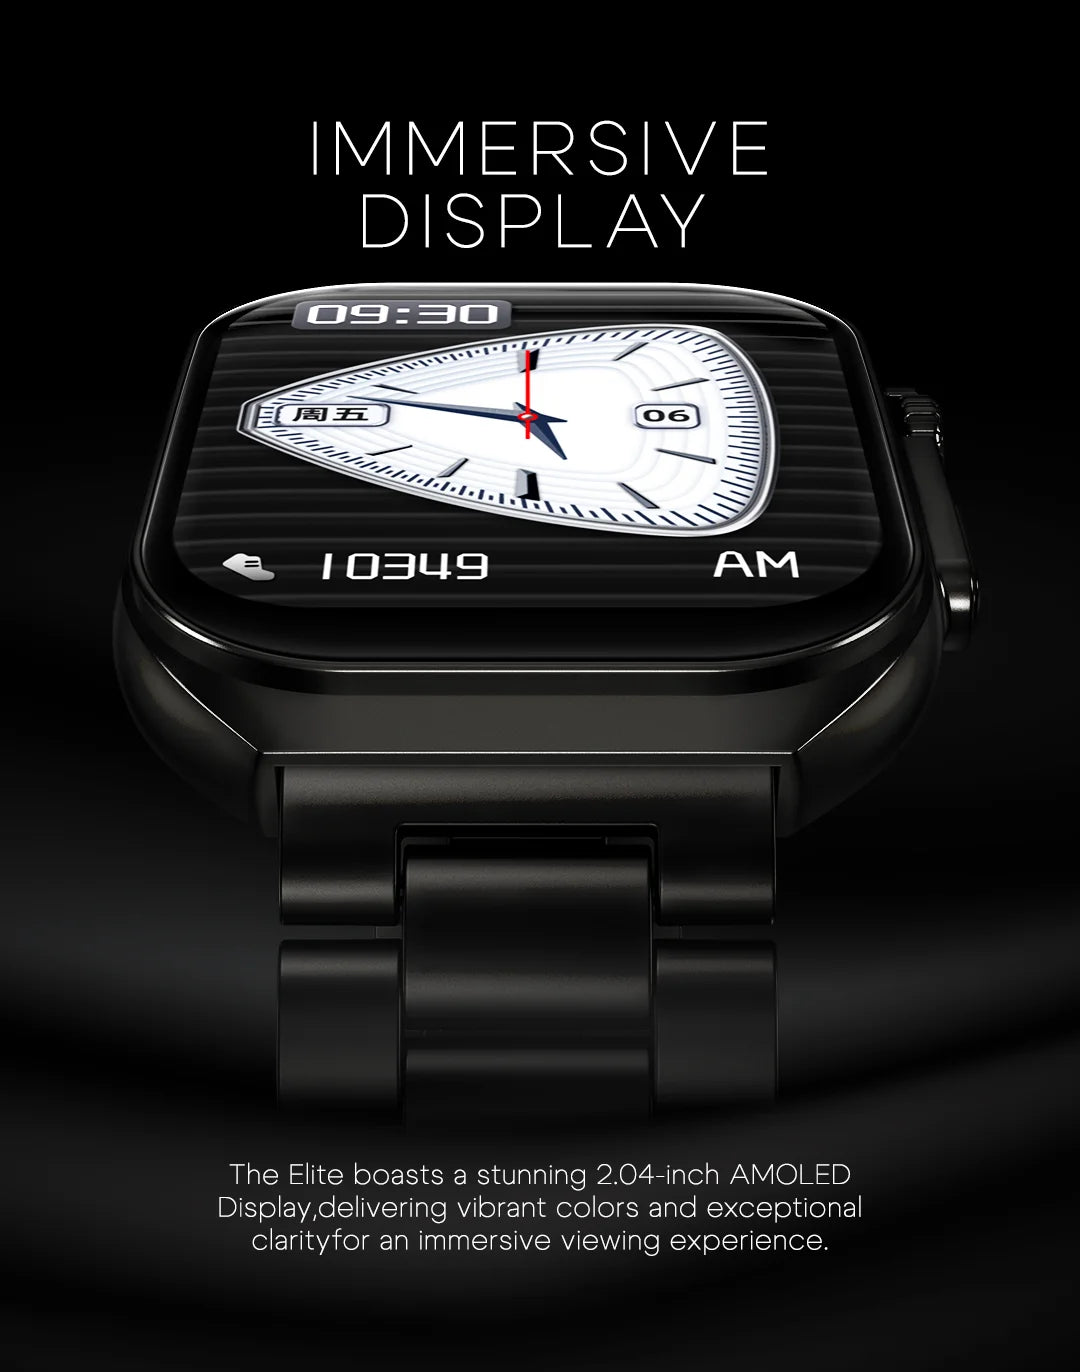 IMMERSIVE
DISPLAY
09:30
周五
06
10349
AM
The Elite boasts a stunning 2.04-inch AMOLED
Display,delivering vibrant colors and exceptional
clarityfor an immersive viewing experience.